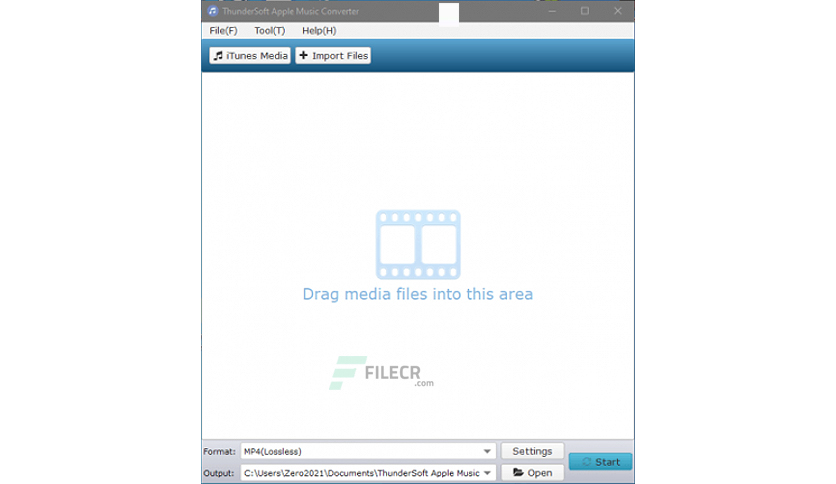 ThunderSoft Apple Music Converter
File(F) Tool(T) Help(H)
iTunes Media Import Files
Drag media files into this area
FILECR
.com
Format: MP4(Lossless) Settings
Start
Output: C:\Users\Zero2021\Documents\ThunderSoft Apple Music Open